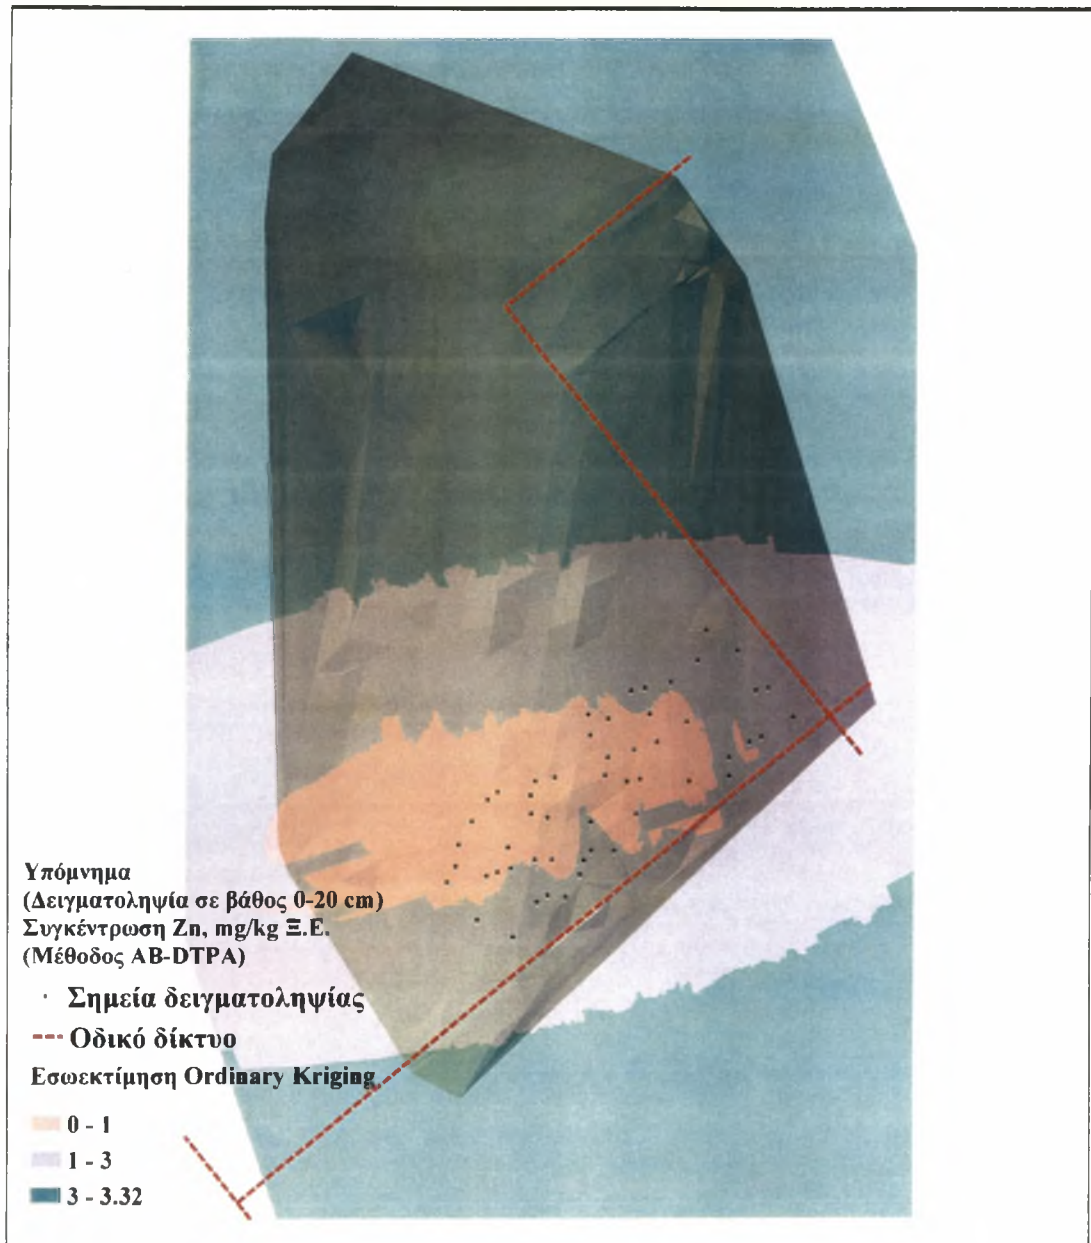 Υπόμνημα
(Δειγματοληψία σε βάθος 0-20 cm)
Συγκέντρωση Zn, mg/kg Ξ.Ε.
(Μέθοδος AB-DTPA)
Σημεία δειγματοληψίας
Οδικό δίκτυο
Εσωεκτίμηση Ordinary Kriging
0 - 1
1 - 3
3 - 3.32